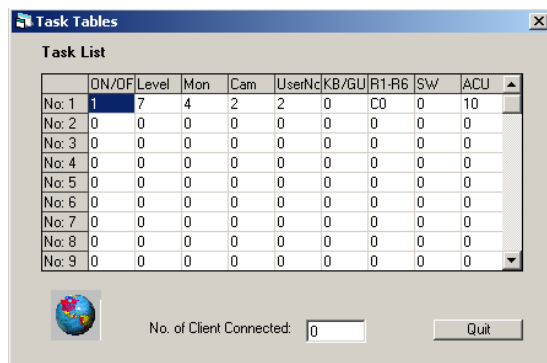 Task Tables
Task List
ON/OF Level Mon Cam UserNo KB/GU R1-R6 SW ACU
No: 1 1 7 4 2 2 0 C0 0 10
No: 2 0 0 0 0 0 0 0 0 0
No: 3 0 0 0 0 0 0 0 0 0
No: 4 0 0 0 0 0 0 0 0 0
No: 5 0 0 0 0 0 0 0 0 0
No: 6 0 0 0 0 0 0 0 0 0
No: 7 0 0 0 0 0 0 0 0 0
No: 8 0 0 0 0 0 0 0 0 0
No: 9 0 0 0 0 0 0 0 0 0
No. of Client Connected: 0
Quit